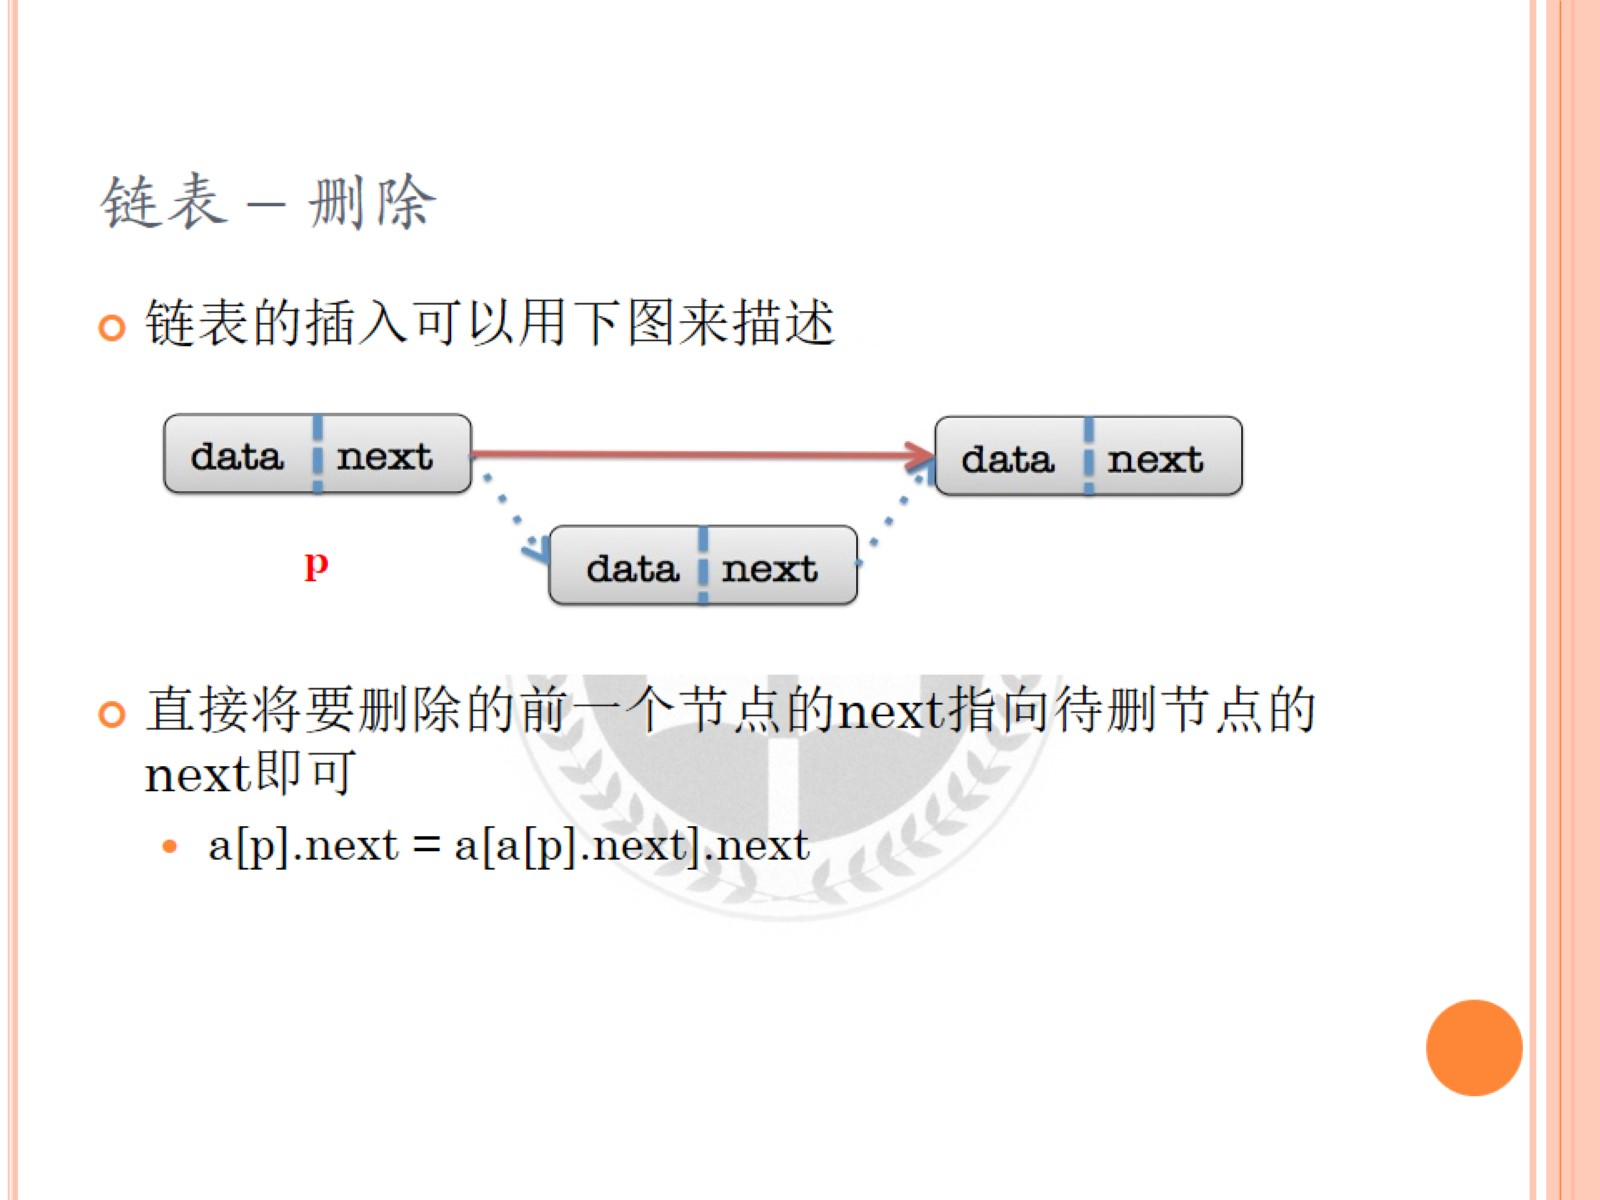 链表 – 删除
链表的插入可以用下图来描述
data next
data next
p
data next
直接将要删除的前一个节点的next指向待删节点的
next即可
a[p].next = a[a[p].next].next